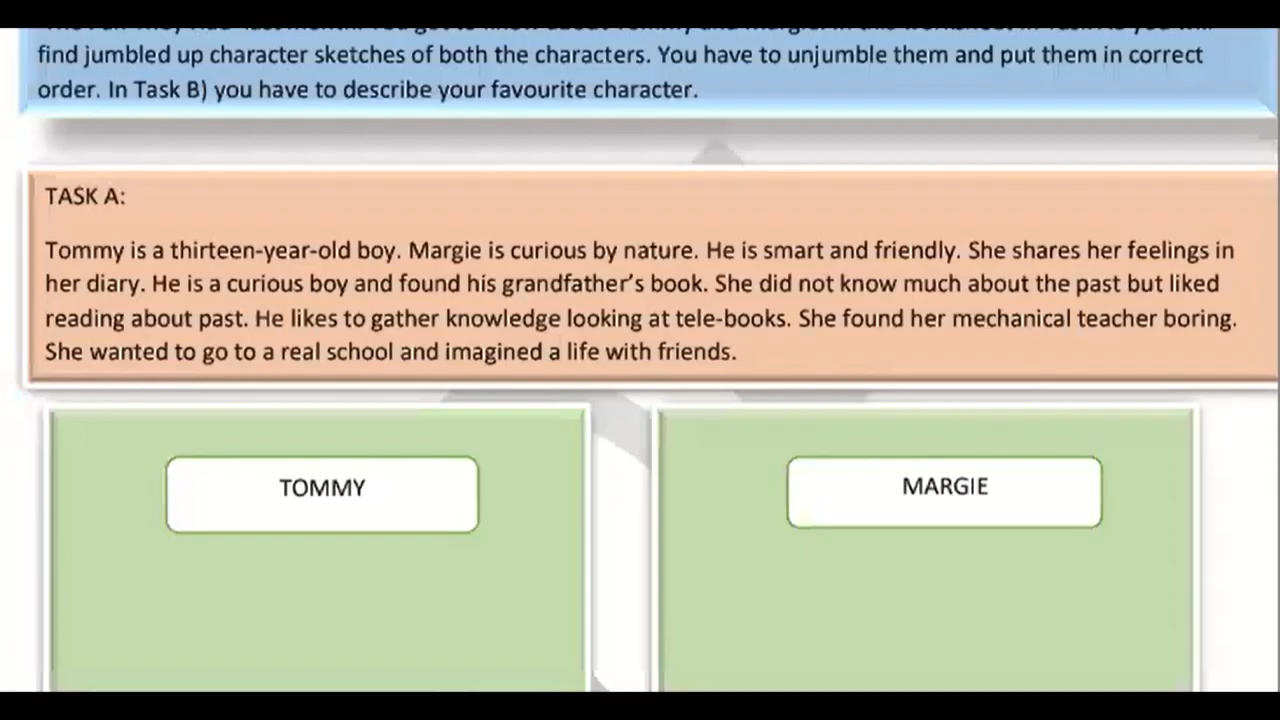 find jumbled up character sketches of both the characters. You have to unjumble them and put them in correct
order. In Task B) you have to describe your favourite character.
TASK A:
Tommy is a thirteen-year-old boy. Margie is curious by nature. He is smart and friendly. She shares her feelings in
her diary. He is a curious boy and found his grandfather's book. She did not know much about the past but liked
reading about past. He likes to gather knowledge looking at tele-books. She found her mechanical teacher boring.
She wanted to go to a real school and imagined a life with friends.
TOMMY
MARGIE